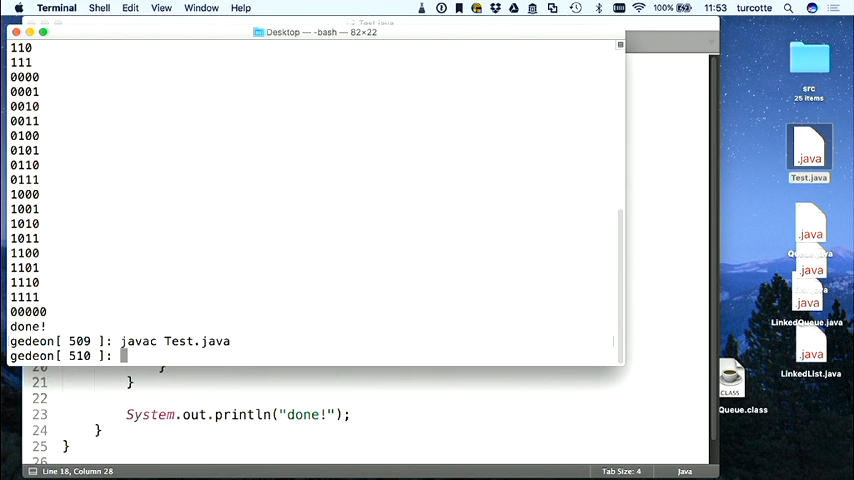 Terminal Shell Edit View Window Help 100% 11:53 turcotte
Test.java
Desktop — -bash — 82×22
110
111
0000
0001
0010
0011
0100
0101
0110
0111
1000
1001
1010
1011
1100
1101
1110
1111
00000
done!
gedeon[ 509 ]: javac Test.java
gedeon[ 510 ]:
20 }
21 }
22
23 System.out.println("done!");
24 }
25 }
26
Line 18, Column 28 Tab Size: 4 Java
src
25 items
.java
Test.java
.java
.java
.java
LinkedQueue.java
.java
LinkedList.java
CLASS
Queue.class